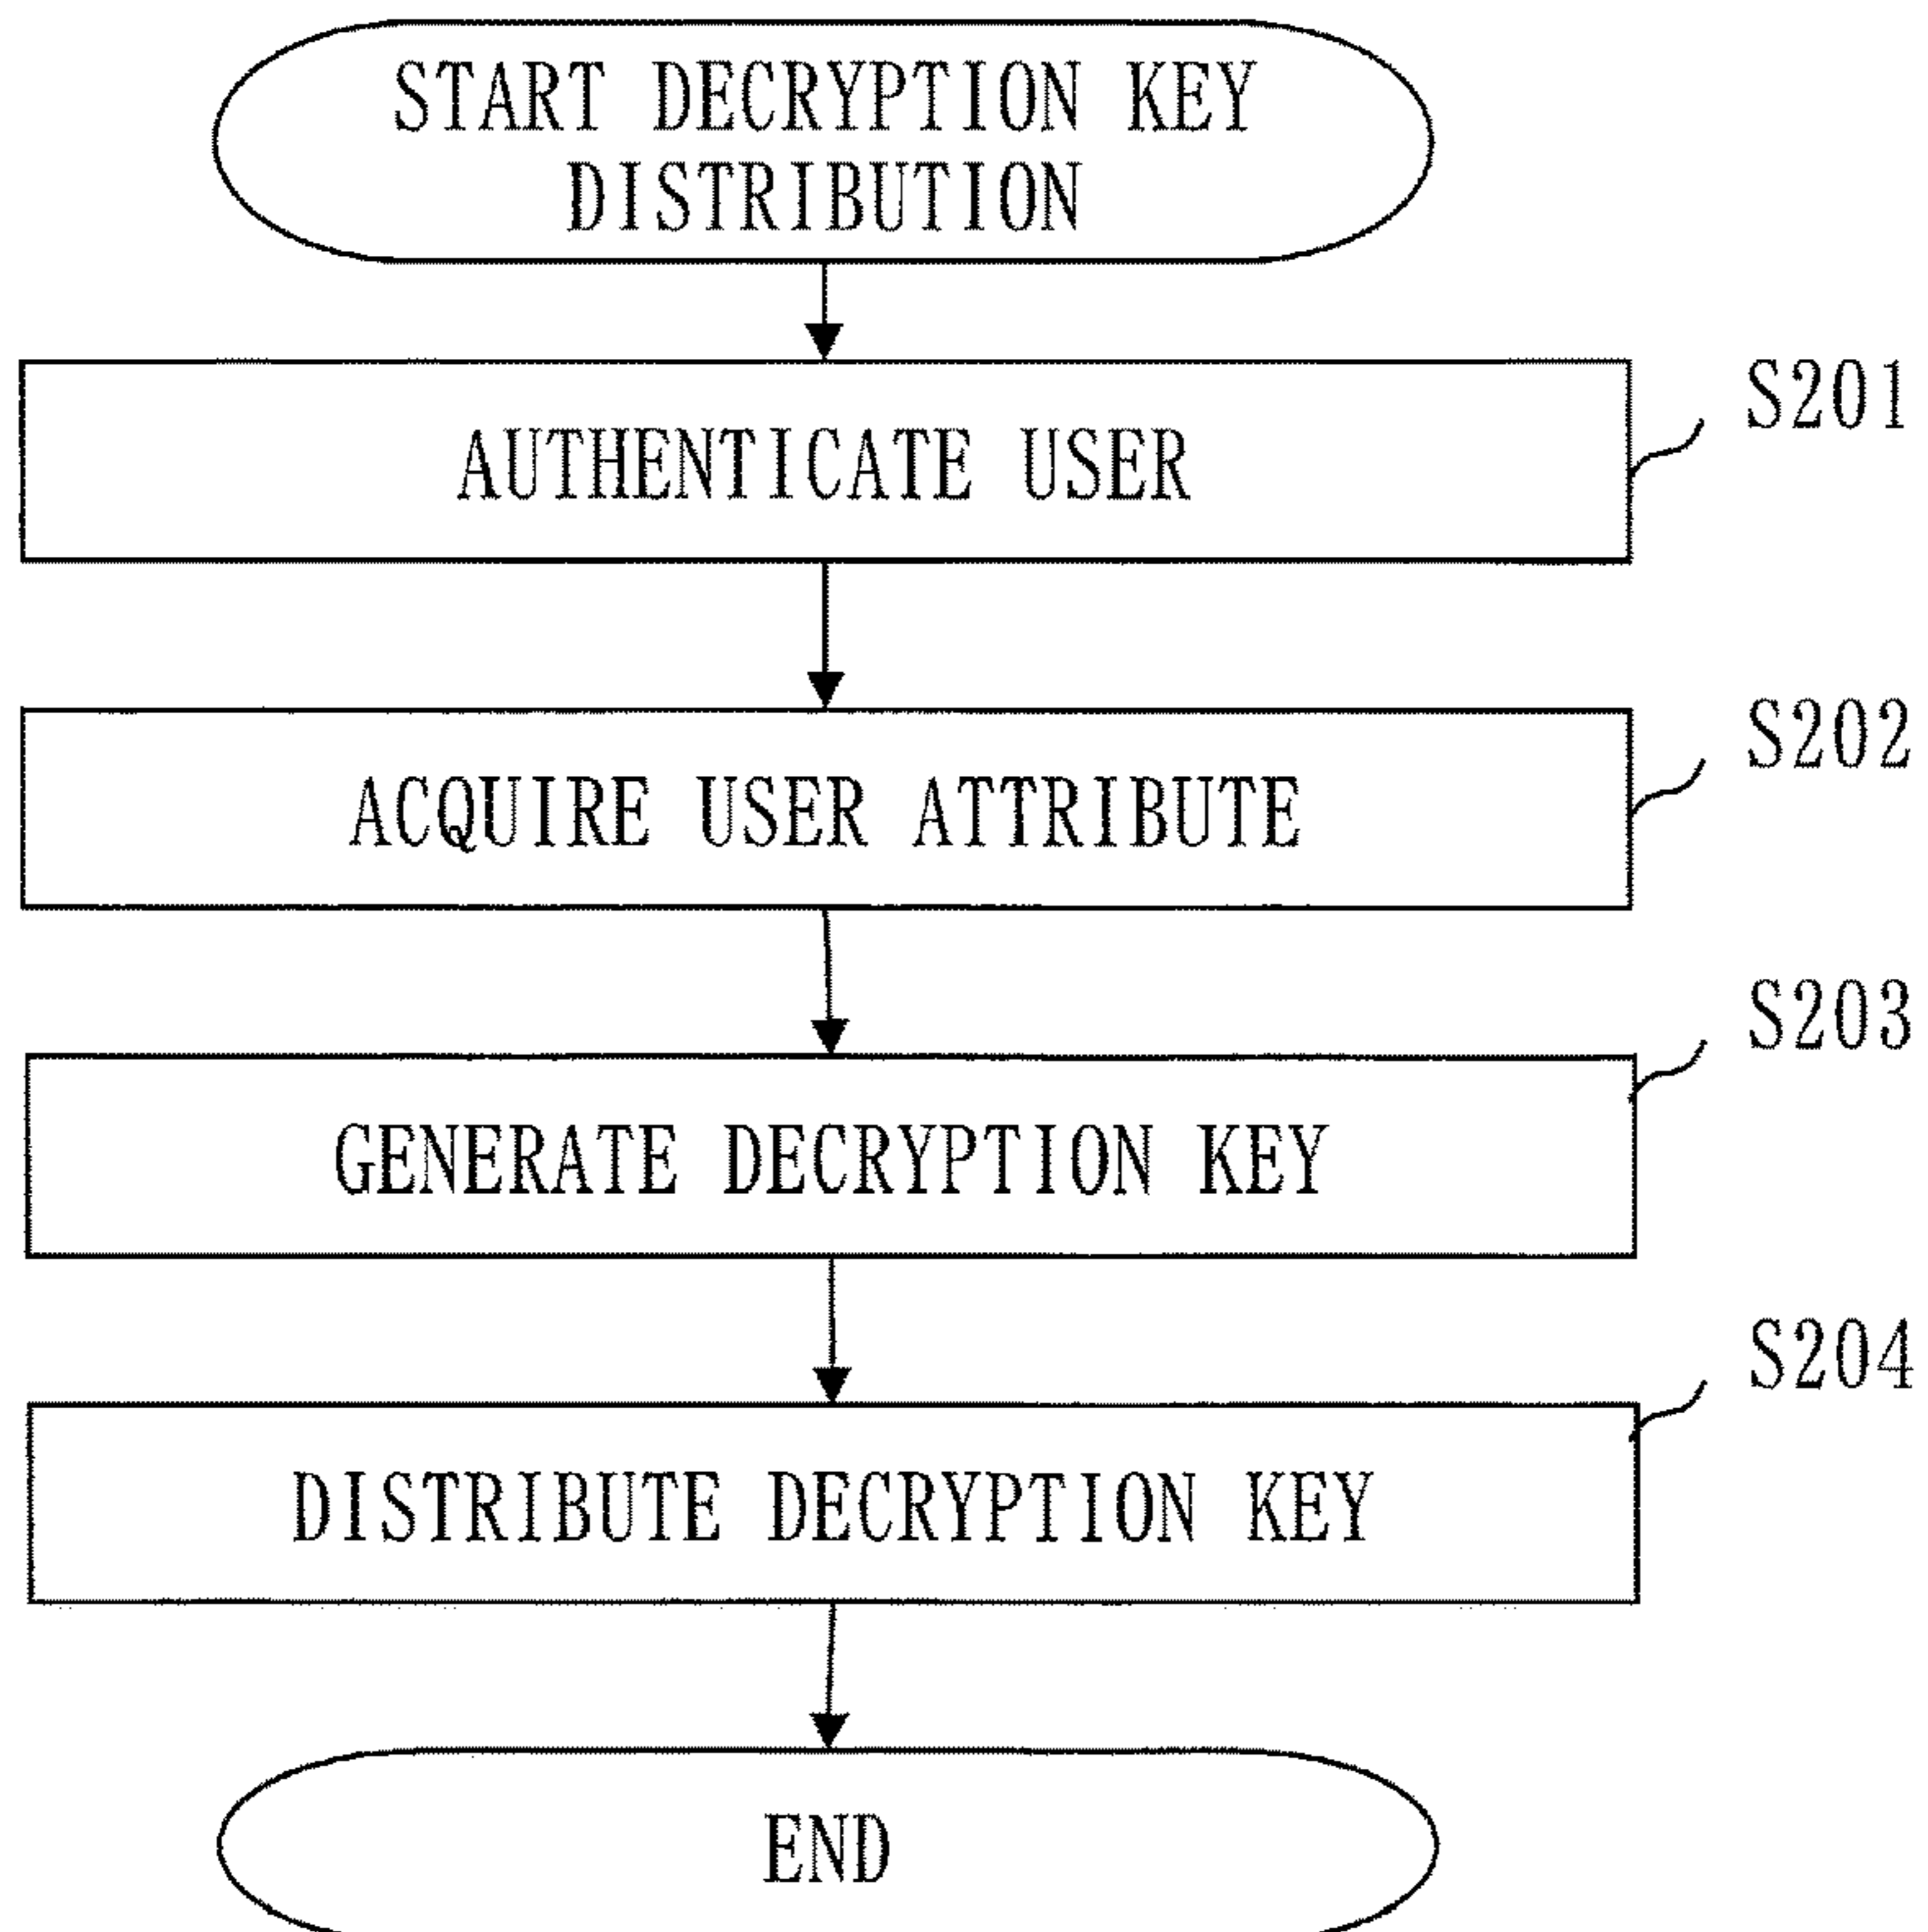 START DECRYPTION KEY
DISTRIBUTION
S201
AUTHENTICATE USER
S202
ACQUIRE USER ATTRIBUTE
S203
GENERATE DECRYPTION KEY
S204
DISTRIBUTE DECRYPTION KEY
END